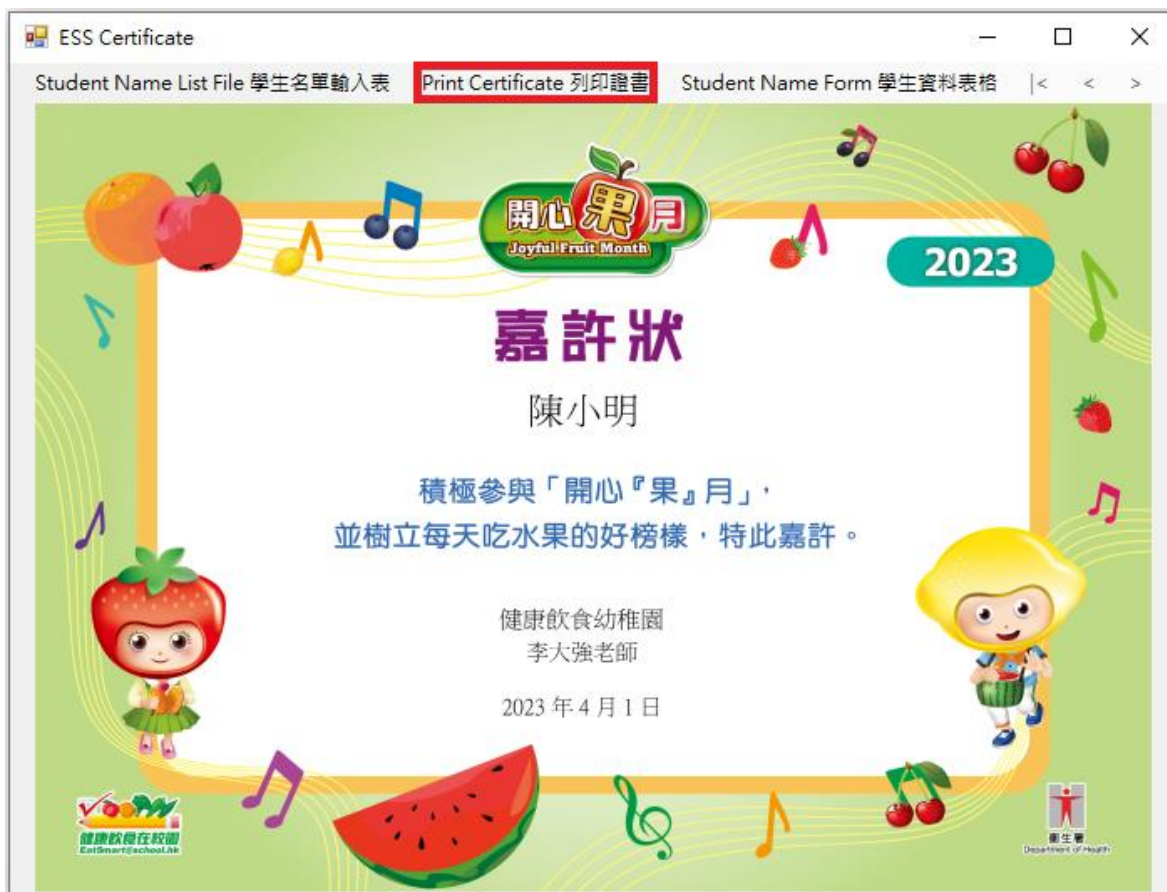 ESS Certificate
Student Name List File 學生名單輸入表 Print Certificate 列印證書 Student Name Form 學生資料表格 |< < >
開心果月
Joyful Fruit Month
2023
嘉許狀
陳小明
積極參與「開心『果』月」，
並樹立每天吃水果的好榜樣，特此嘉許。
健康飲食幼稚園
李大強老師
2023 年 4 月 1 日
健康飲食在校園
EatSmart@school.hk
衞生署
Department of Health